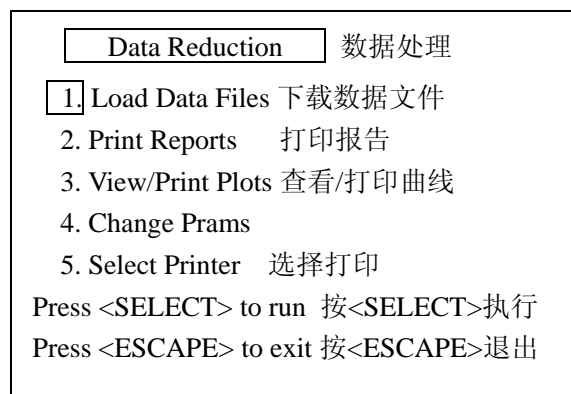 Data Reduction 数据处理
1. Load Data Files 下载数据文件
2. Print Reports 打印报告
3. View/Print Plots 查看/打印曲线
4. Change Prams
5. Select Printer 选择打印
Press <SELECT> to run 按<SELECT>执行
Press <ESCAPE> to exit 按<ESCAPE>退出